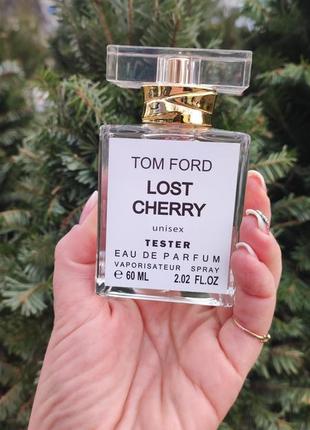 TOM FORD
LOST
CHERRY
unisex
TESTER
EAU DE PARFUM
VAPORISATEUR SPRAY
℮ 60 ML 2.02 FL.OZ